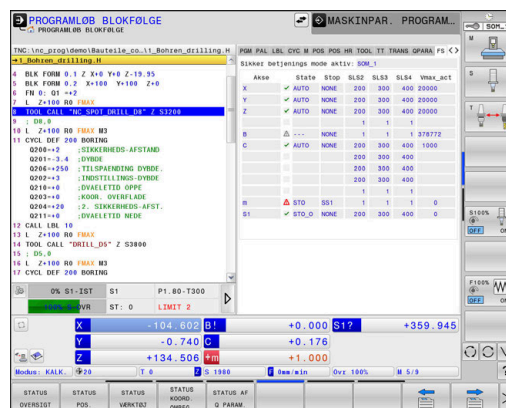 PROGRAMLØB BLOKFØLGE
PROGRAMLØB BLOKFØLGE
MASKINPAR. PROGRAM…
TNC:\nc_prog\demo\Bauteile_co…\1_Bohren_drilling.H
→1_Bohren_drilling.H
4 BLK FORM 0.1 Z X+0 Y+0 Z-19.95
5 BLK FORM 0.2 X+100 Y+100 Z+0
6 FN 0: Q1 =+2
7 L Z+100 R0 FMAX
8 TOOL CALL "NC_SPOT_DRILL_D8" Z S3200
9 ; D8,0
10 L Z+100 R0 FMAX M3
11 CYCL DEF 200 BORING
Q200=+2 ;SIKKERHEDS-AFSTAND
Q201=-3.4 ;DYBDE
Q206=+250 ;TILSPAENDING DYBDE.
Q202=+3 ;INDSTILLINGS-DYBDE
Q210=+0 ;DVAELETID OPPE
Q203=+0 ;KOOR. OVERFLADE
Q204=+20 ;2. SIKKERHEDS-AFST.
Q211=+0 ;DVAELETID NEDE
12 CALL LBL 10
13 L Z+100 R0 FMAX
14 TOOL CALL "DRILL_D5" Z S3800
15 ; D5,0
16 L Z+100 R0 FMAX M3
17 CYCL DEF 200 BORING
PGM PAL LBL CYC M POS POS HR TOOL TT TRANS QPARA FS
Sikker betjenings mode aktiv: SOM_1
Akse State Stop SLS2 SLS3 SLS4 Vmax_act
X AUTO NONE 200 300 400 20000
Y AUTO NONE 200 300 400 20000
Z AUTO NONE 200 300 400 20000
1 1 1
B --- NONE 1 1 1 378772
C AUTO NONE 200 300 400 1000
200 300 400
200 300 400
200 300 400
1 1 1
m STO SS1 1 1 1 0
S1 STO_O NONE 200 300 400 0
0% S1-IST S1 P1.80-T300
ST: 0 LIMIT 2
X -104.602 B! +0.000 S1? +359.945
Y -0.740 C +0.176
Z +134.506 +m +1.000
Modus: KALK. 20 T 0 Z S 1980 F 0mm/min Ovr 100% M 5/9
STATUS OVERSIGT
STATUS POS.
STATUS VÆRKTØJ
STATUS KOORD. OMREG.
STATUS AF Q PARAM.
M
S
T
S100%
OFF
F100%
OFF